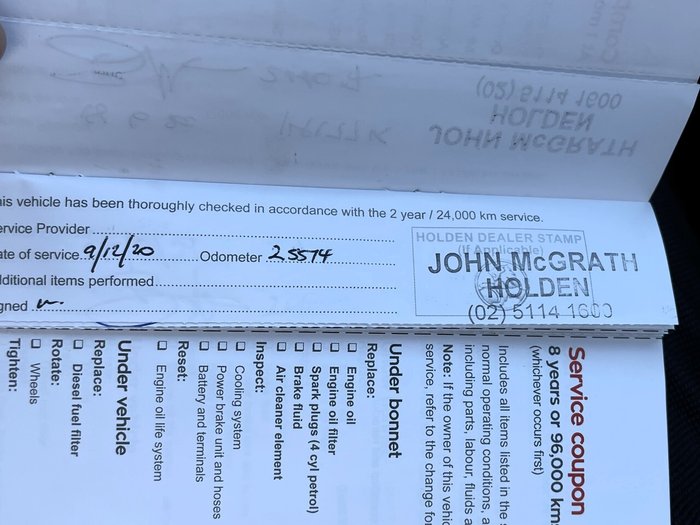 is vehicle has been thoroughly checked in accordance with the 2 year / 24,000 km service.
rvice Provider
te of service 9/12/20 Odometer 25574
ditional items performed
gned
HOLDEN DEALER STAMP
(If Applicable)
JOHN McGRATH
HOLDEN
(02) 5114 1600
Service coupon
8 years or 96,000 km
(whichever occurs first)
Includes all items listed in the
normal operating conditions, a
including parts, labour, fluids a
Note: If the owner of this vehic
service, refer to the change for
Under bonnet
Replace:
Engine oil
Engine oil filter
Spark plugs (4 cyl petrol)
Brake fluid
Air cleaner element
Inspect:
Cooling system
Power brake unit and hoses
Battery and terminals
Reset:
Engine oil life system
Under vehicle
Replace:
Diesel fuel filter
Rotate:
Wheels
Tighten:
JOHN McGRATH
HOLDEN
(02) 5114 1600